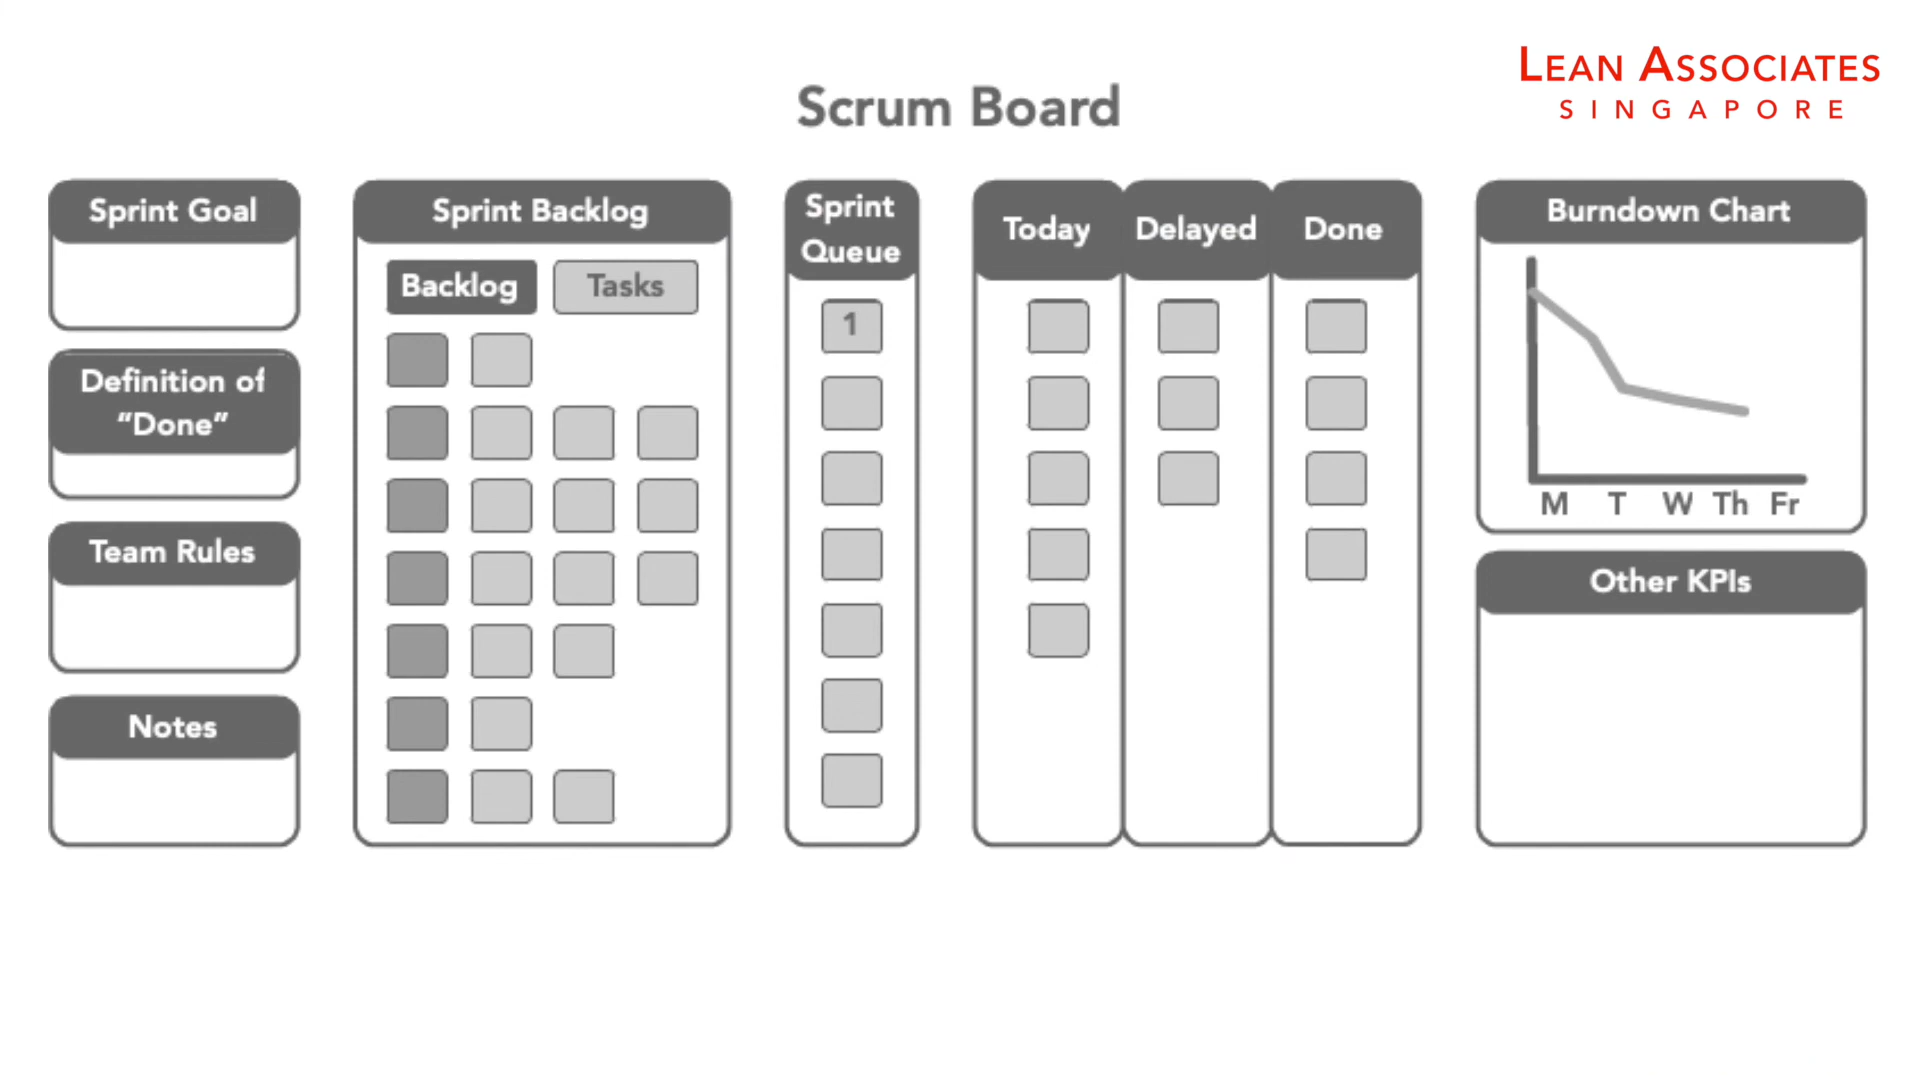 LEAN ASSOCIATES
SINGAPORE
Scrum Board
Sprint Goal
Definition of
“Done”
Team Rules
Notes
Sprint Backlog
Backlog
Tasks
Sprint
Queue
1
Today
Delayed
Done
Burndown Chart
M T W Th Fr
Other KPIs